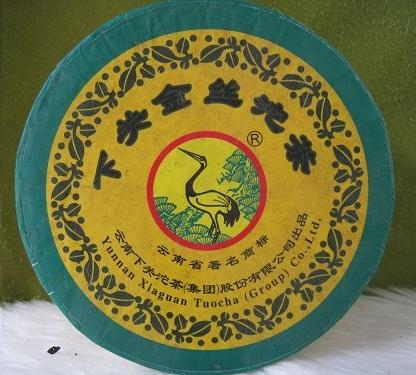 下关金丝沱茶
®
云南省著名商标
云南下关沱茶(集团)股份有限公司出品
Yunnan Xiaguan Tuocha (Group) Co.,Ltd.